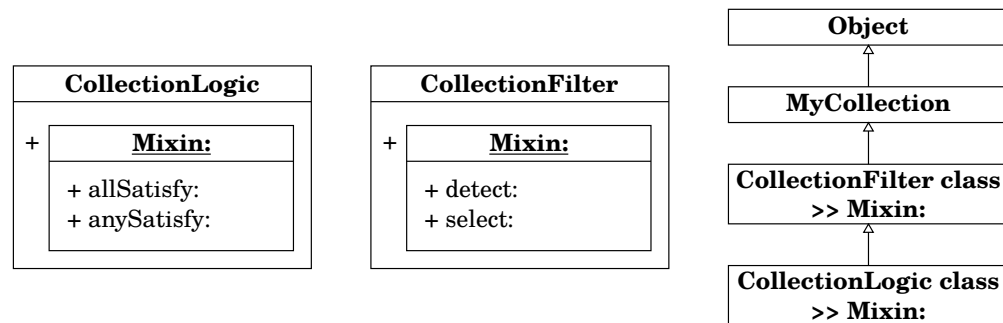 CollectionLogic
+
Mixin:
+ allSatisfy:
+ anySatisfy:
CollectionFilter
+
Mixin:
+ detect:
+ select:
Object
MyCollection
CollectionFilter class
>> Mixin:
CollectionLogic class
>> Mixin: